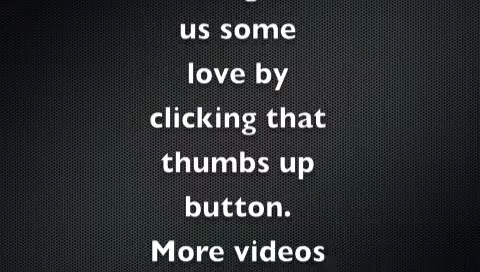 us some
love by
clicking that
thumbs up
button.
More videos